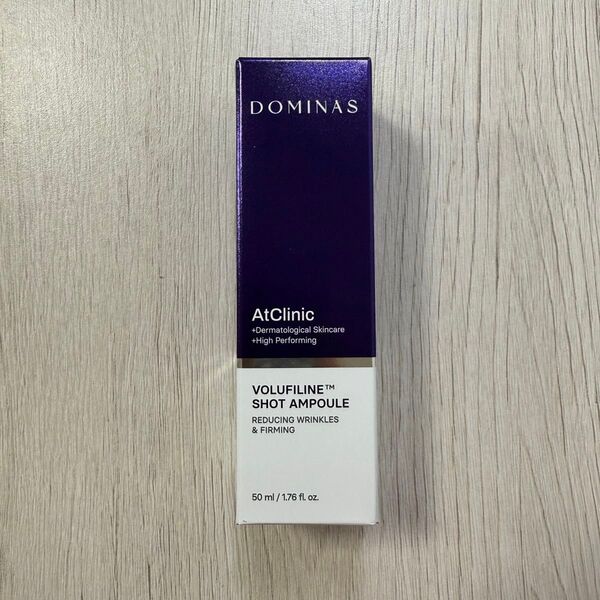 DOMINAS
AtClinic
+Dermatological Skincare
+High Performing
VOLUFILINE™
SHOT AMPOULE
REDUCING WRINKLES
& FIRMING
50 ml / 1.76 fl. oz.